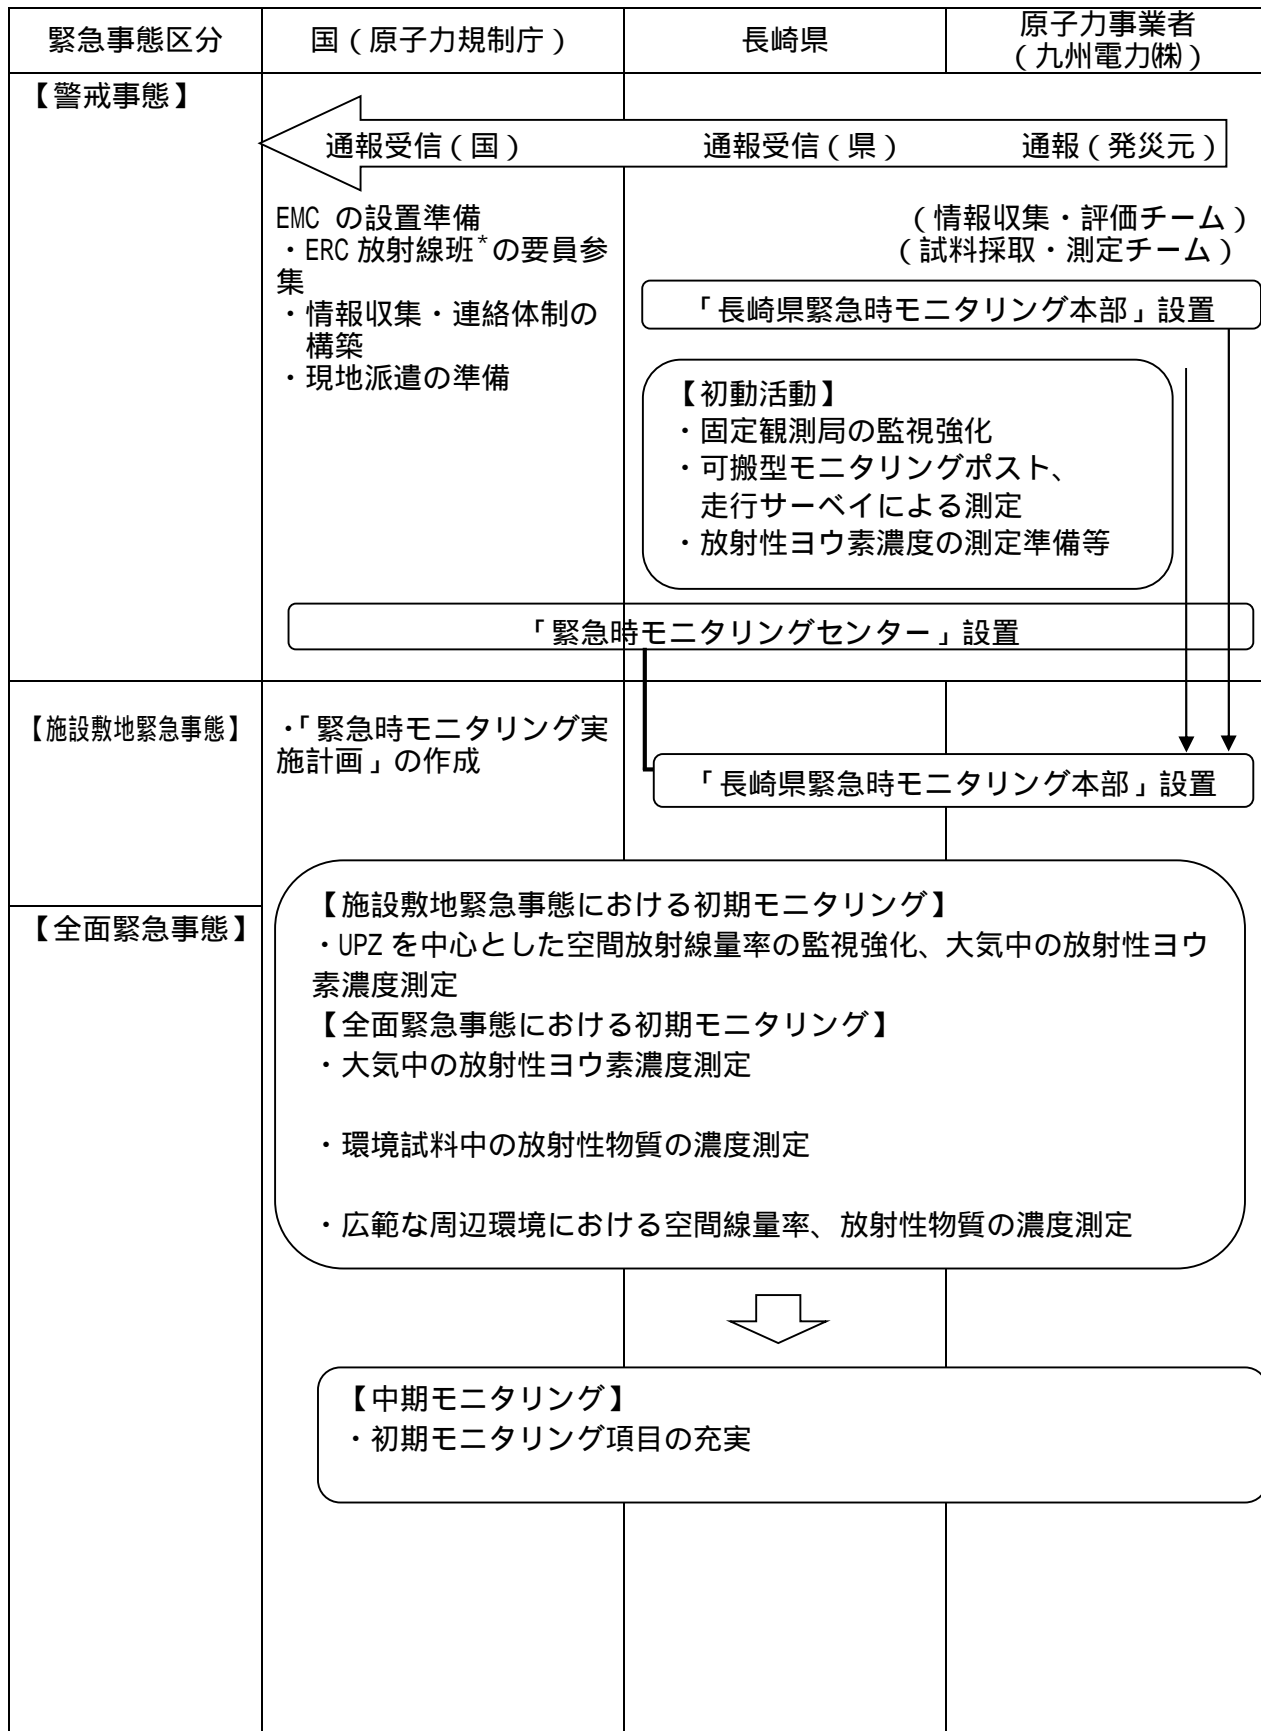 緊急事態区分
国(原子力規制庁)
長崎県
原子力事業者
(九州電力㈱)
【警戒事態】
通報受信(国)
通報受信(県)
通報(発災元)
EMC の設置準備
・ERC 放射線班*の要員参
集
・情報収集・連絡体制の
構築
・現地派遣の準備
(情報収集・評価チーム)
(試料採取・測定チーム)
「長崎県緊急時モニタリング本部」設置
【初動活動】
・固定観測局の監視強化
・可搬型モニタリングポスト、
走行サーベイによる測定
・放射性ヨウ素濃度の測定準備等
「緊急時モニタリングセンター」設置
【施設敷地緊急事態】
・「緊急時モニタリング実
施計画」の作成
「長崎県緊急時モニタリング本部」設置
【全面緊急事態】
【施設敷地緊急事態における初期モニタリング】
・UPZ を中心とした空間放射線量率の監視強化、大気中の放射性ヨウ
素濃度測定
【全面緊急事態における初期モニタリング】
・大気中の放射性ヨウ素濃度測定
・環境試料中の放射性物質の濃度測定
・広範な周辺環境における空間線量率、放射性物質の濃度測定
【中期モニタリング】
・初期モニタリング項目の充実